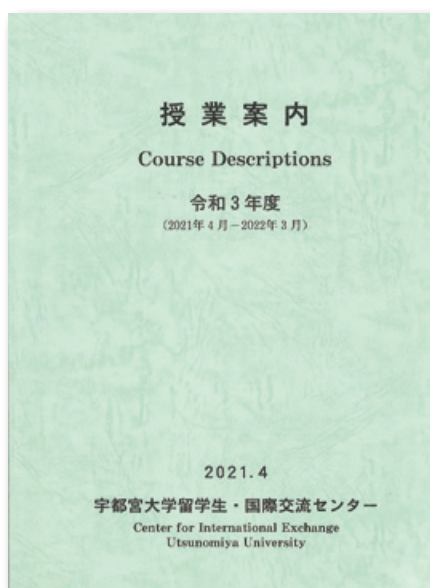 授業案内
Course Descriptions
令和3年度
(2021年4月－2022年3月)
2021.4
宇都宮大学留学生・国際交流センター
Center for International Exchange
Utsunomiya University